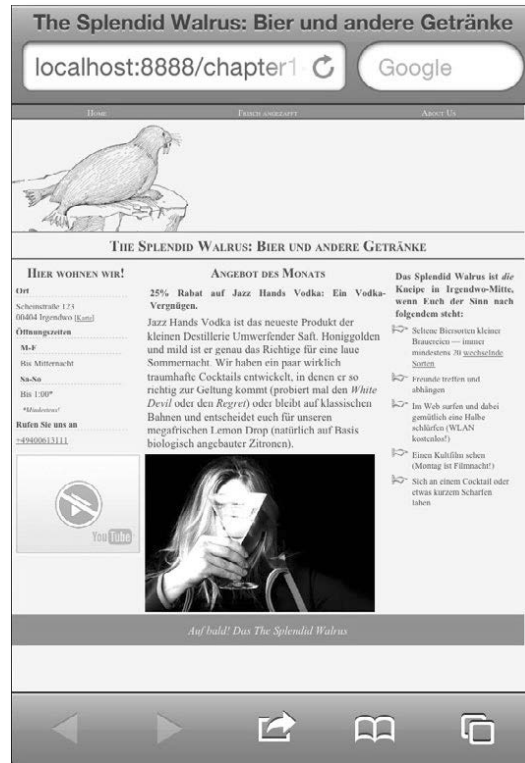 The Splendid Walrus: Bier und andere Getränke
localhost:8888/chapter1
Google
Home
Frisch angezapft
About Us
The Splendid Walrus: Bier und andere Getränke
Hier wohnen wir!
Ort
Scheinstraße 123
00404 Irgendwo [Karte]
Öffnungszeiten
M-F
Bis Mitternacht
Sa-So
Bis 1:00*
*Mindestens!
Rufen Sie uns an
+49400613111
YouTube
Angebot des Monats
25% Rabat auf Jazz Hands Vodka: Ein Vodka-
Vergnügen.
Jazz Hands Vodka ist das neueste Produkt der
kleinen Destillerie Umwerfender Saft. Honiggolden
und mild ist er genau das Richtige für eine laue
Sommernacht. Wir haben ein paar wirklich
traumhafte Cocktails entwickelt, in denen er so
richtig zur Geltung kommt (probiert mal den White
Devil oder den Regret) oder bleibt auf klassischen
Bahnen und entscheidet euch für unseren
megafrischen Lemon Drop (natürlich auf Basis
biologisch angebauter Zitronen).
Das Splendid Walrus ist die
Kneipe in Irgendwo-Mitte,
wenn Euch der Sinn nach
folgendem steht:
Seltene Biersorten kleiner
Brauereien — immer
mindestens 20 wechselnde
Sorten
Freunde treffen und
abhängen
Im Web surfen und dabei
gemütlich eine Halbe
schlürfen (WLAN
kostenlos!)
Einen Kultfilm sehen
(Montag ist Filmnacht!)
Sich an einem Cocktail oder
etwas kurzem Scharfen
laben
Auf bald! Das The Splendid Walrus